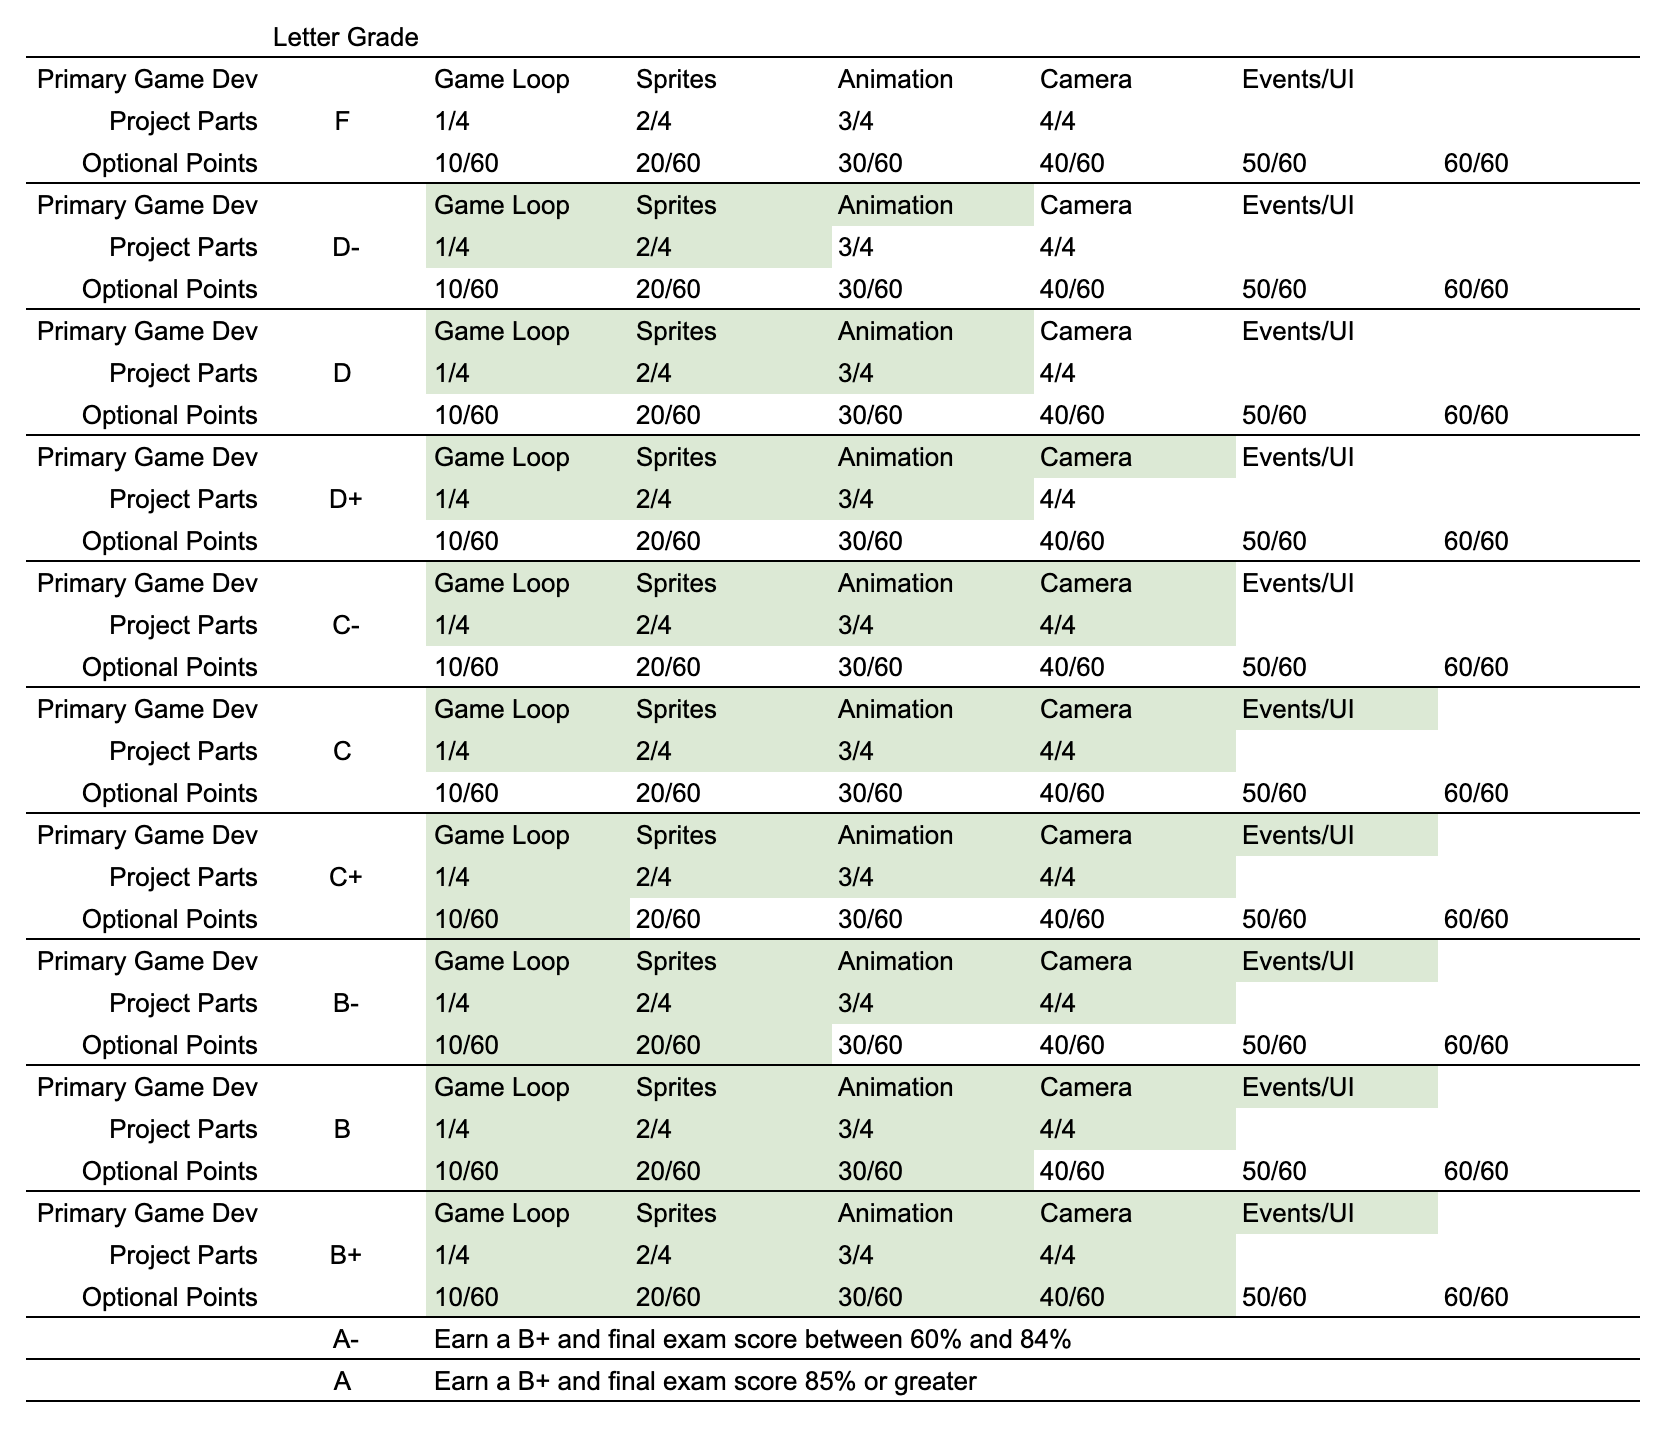 Letter Grade
Primary Game Dev Game Loop Sprites Animation Camera Events/UI
Project Parts F 1/4 2/4 3/4 4/4
Optional Points 10/60 20/60 30/60 40/60 50/60 60/60
Primary Game Dev Game Loop Sprites Animation Camera Events/UI
Project Parts D- 1/4 2/4 3/4 4/4
Optional Points 10/60 20/60 30/60 40/60 50/60 60/60
Primary Game Dev Game Loop Sprites Animation Camera Events/UI
Project Parts D 1/4 2/4 3/4 4/4
Optional Points 10/60 20/60 30/60 40/60 50/60 60/60
Primary Game Dev Game Loop Sprites Animation Camera Events/UI
Project Parts D+ 1/4 2/4 3/4 4/4
Optional Points 10/60 20/60 30/60 40/60 50/60 60/60
Primary Game Dev Game Loop Sprites Animation Camera Events/UI
Project Parts C- 1/4 2/4 3/4 4/4
Optional Points 10/60 20/60 30/60 40/60 50/60 60/60
Primary Game Dev Game Loop Sprites Animation Camera Events/UI
Project Parts C 1/4 2/4 3/4 4/4
Optional Points 10/60 20/60 30/60 40/60 50/60 60/60
Primary Game Dev Game Loop Sprites Animation Camera Events/UI
Project Parts C+ 1/4 2/4 3/4 4/4
Optional Points 10/60 20/60 30/60 40/60 50/60 60/60
Primary Game Dev Game Loop Sprites Animation Camera Events/UI
Project Parts B- 1/4 2/4 3/4 4/4
Optional Points 10/60 20/60 30/60 40/60 50/60 60/60
Primary Game Dev Game Loop Sprites Animation Camera Events/UI
Project Parts B 1/4 2/4 3/4 4/4
Optional Points 10/60 20/60 30/60 40/60 50/60 60/60
Primary Game Dev Game Loop Sprites Animation Camera Events/UI
Project Parts B+ 1/4 2/4 3/4 4/4
Optional Points 10/60 20/60 30/60 40/60 50/60 60/60
A- Earn a B+ and final exam score between 60% and 84%
A Earn a B+ and final exam score 85% or greater